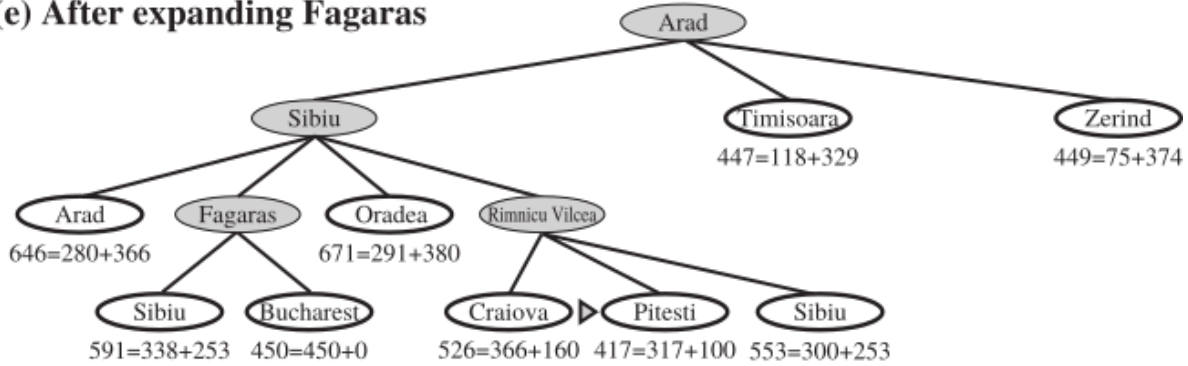 (e) After expanding Fagaras
Arad
Sibiu
Timisoara
Zerind
447=118+329
449=75+374
Arad
Fagaras
Oradea
Rimnicu Vilcea
646=280+366
671=291+380
Sibiu
Bucharest
Craiova
Pitesti
Sibiu
591=338+253
450=450+0
526=366+160
417=317+100
553=300+253